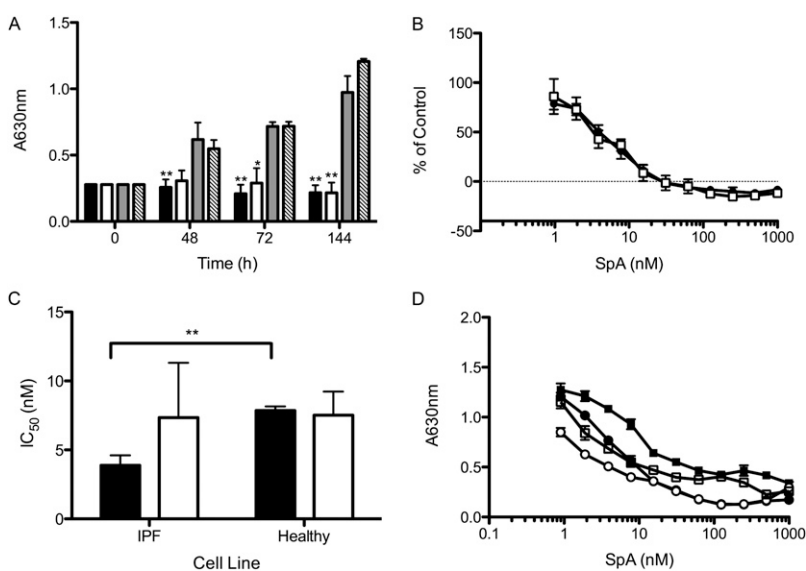 A
1.5
1.0
0.5
0.0
A630nm
** ** * ** **
0 48 72 144
Time (h)
B
150
100
50
0
-50
% of Control
1 10 100 1000
SpA (nM)
C
15
10
5
0
IC50 (nM)
**
IPF Healthy
Cell Line
D
2.0
1.5
1.0
0.5
0.0
A630nm
0.1 1 10 100 1000
SpA (nM)